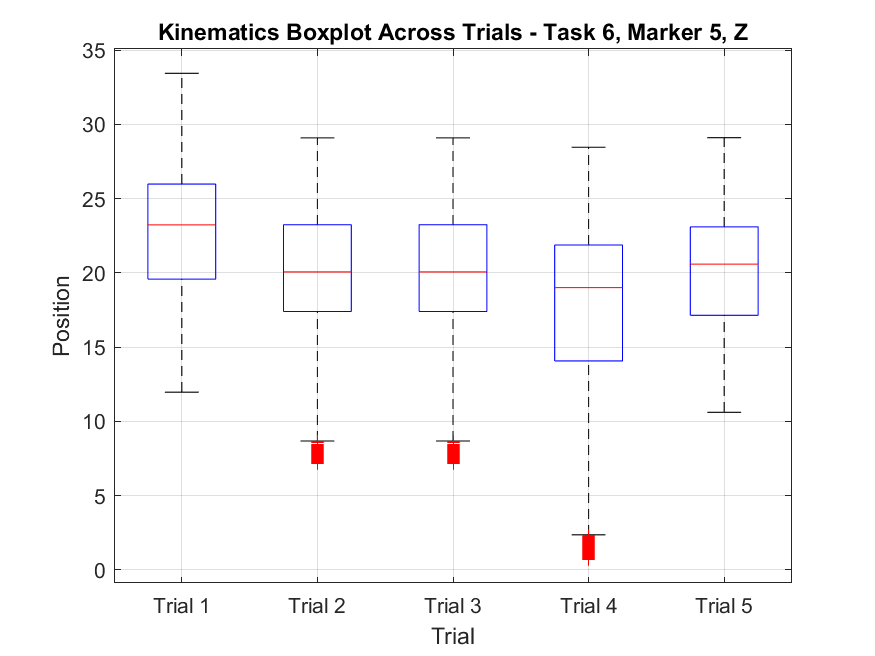 Kinematics Boxplot Across Trials - Task 6, Marker 5, Z
35
30
25
20
15
10
5
0
Position
Trial 1 Trial 2 Trial 3 Trial 4 Trial 5
Trial